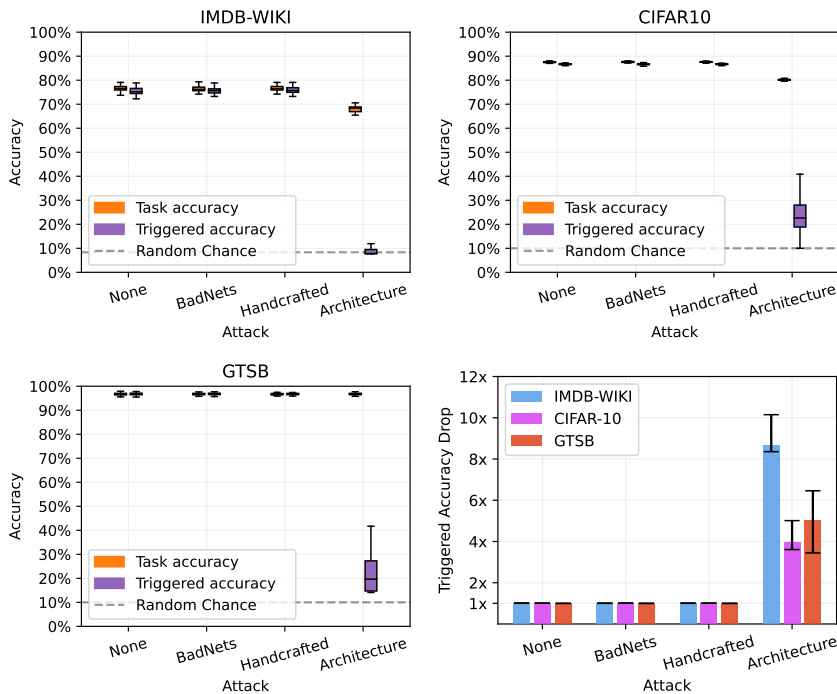 IMDB-WIKI
100%
90%
80%
70%
60%
50%
40%
30%
20%
10%
0%
Accuracy
Task accuracy
Triggered accuracy
Random Chance
None
BadNets
Handcrafted
Architecture
Attack
CIFAR10
100%
90%
80%
70%
60%
50%
40%
30%
20%
10%
0%
Accuracy
Task accuracy
Triggered accuracy
Random Chance
None
BadNets
Handcrafted
Architecture
Attack
GTSB
100%
90%
80%
70%
60%
50%
40%
30%
20%
10%
0%
Accuracy
Task accuracy
Triggered accuracy
Random Chance
None
BadNets
Handcrafted
Architecture
Attack
12x
10x
8x
6x
4x
2x
1x
Triggered Accuracy Drop
IMDB-WIKI
CIFAR-10
GTSB
None
BadNets
Handcrafted
Architecture
Attack